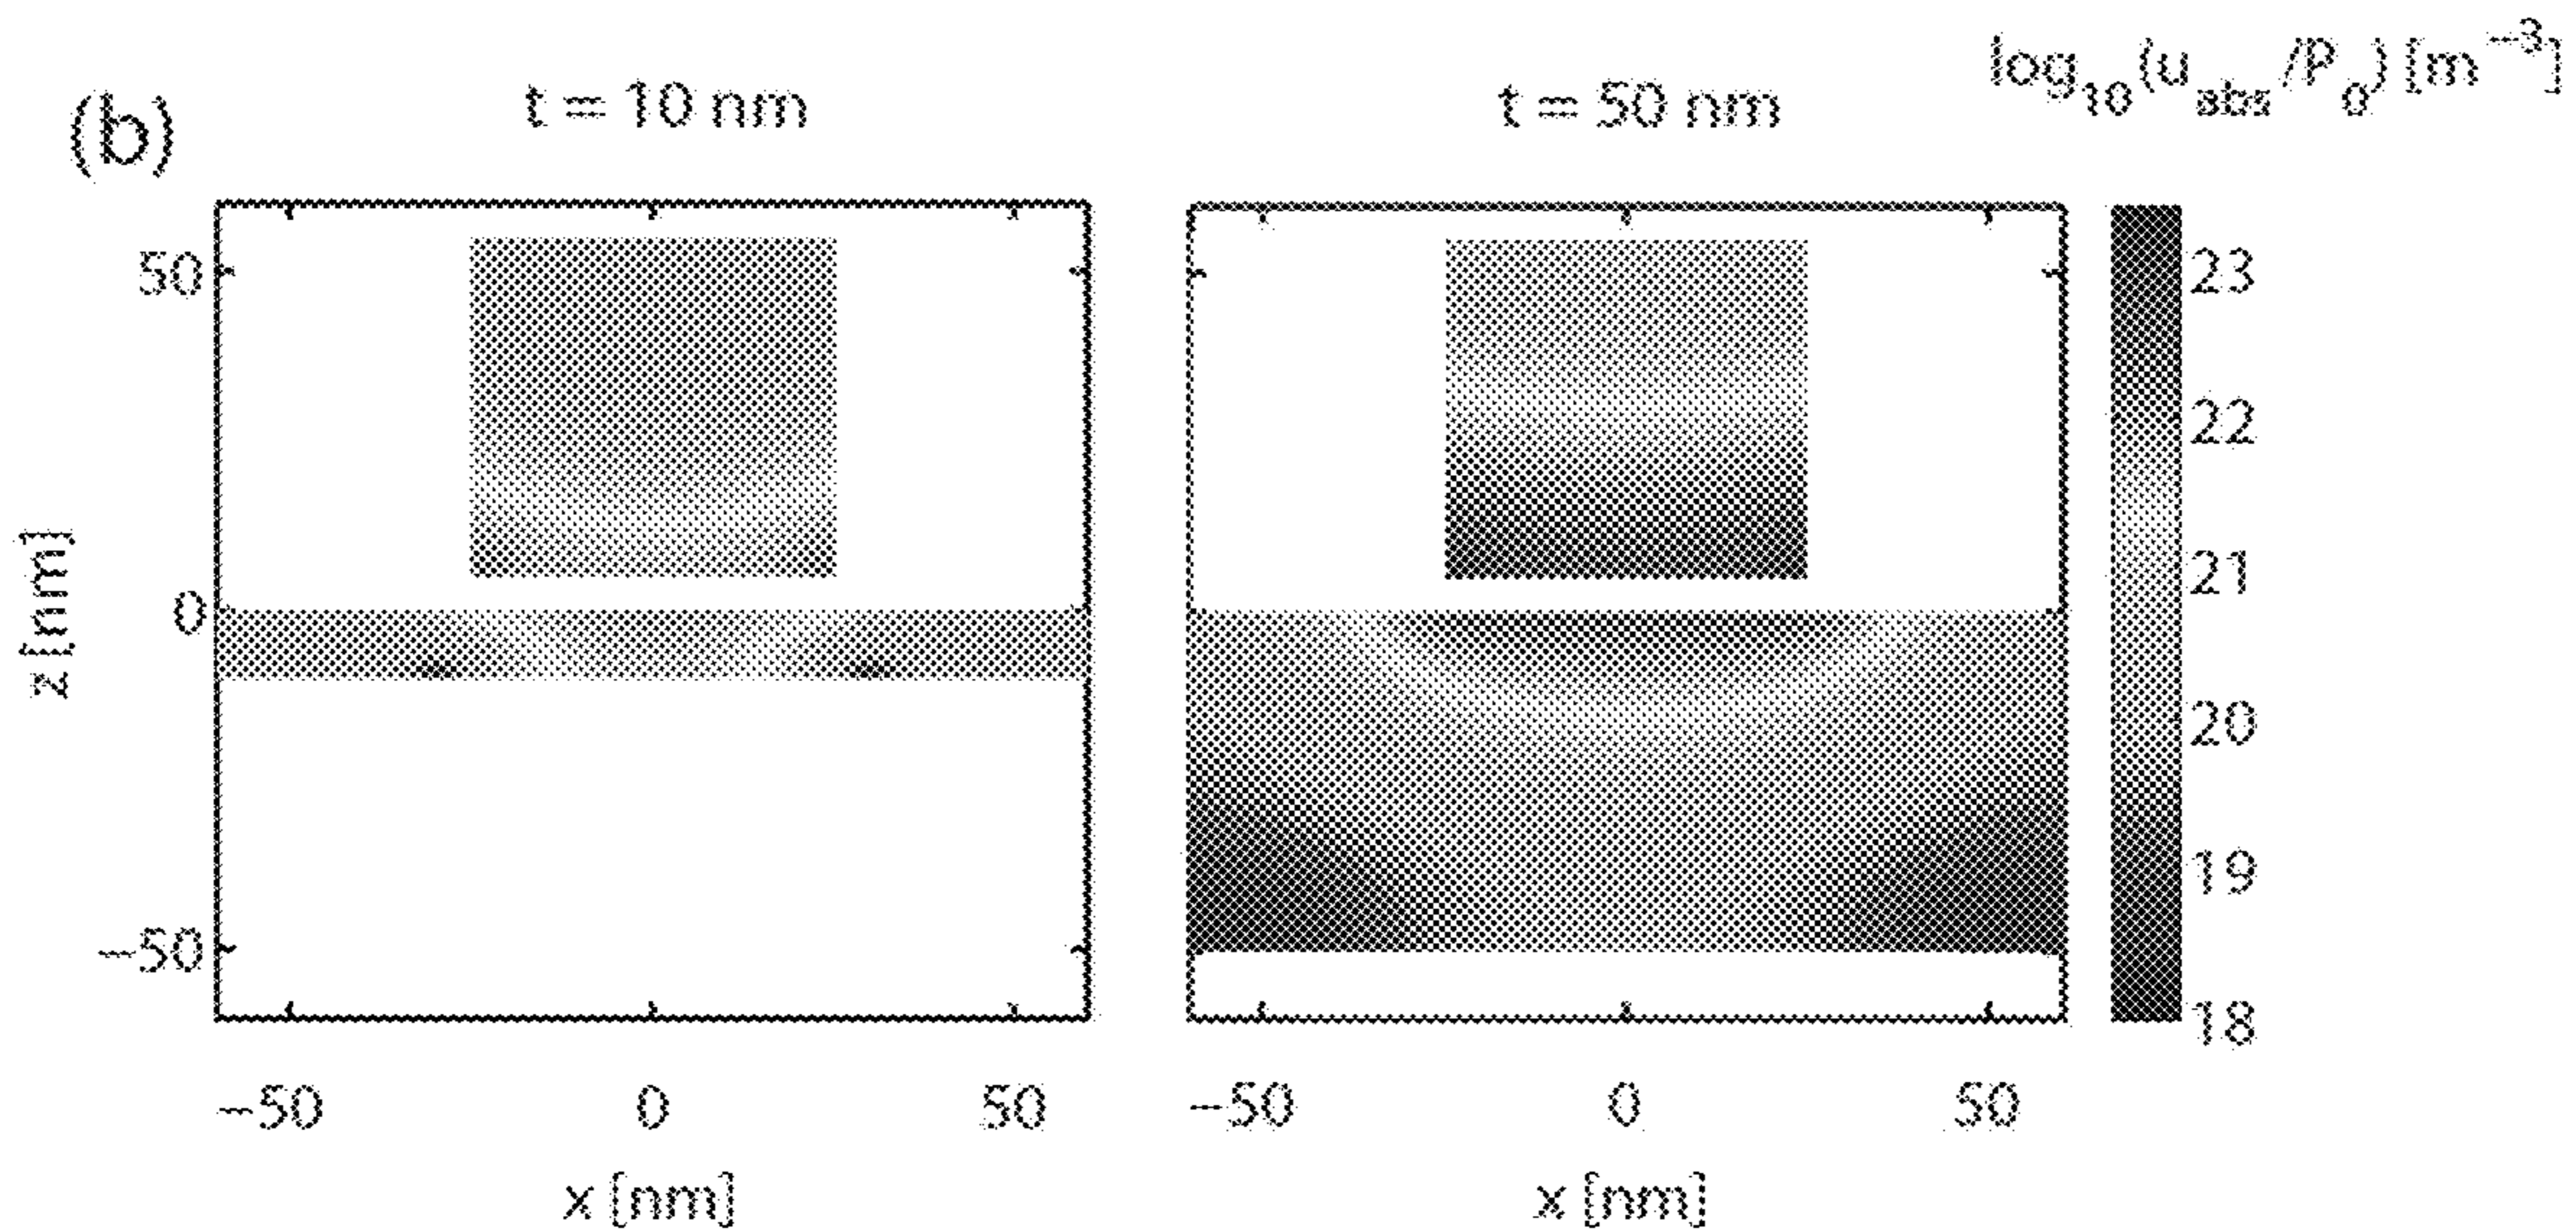 (b)
t = 10 nm
t = 50 nm
log10(uabs/P0) [m−3]
50
0
−50
z [nm]
−50 0 50
x [nm]
−50 0 50
x [nm]
23
22
21
20
19
18